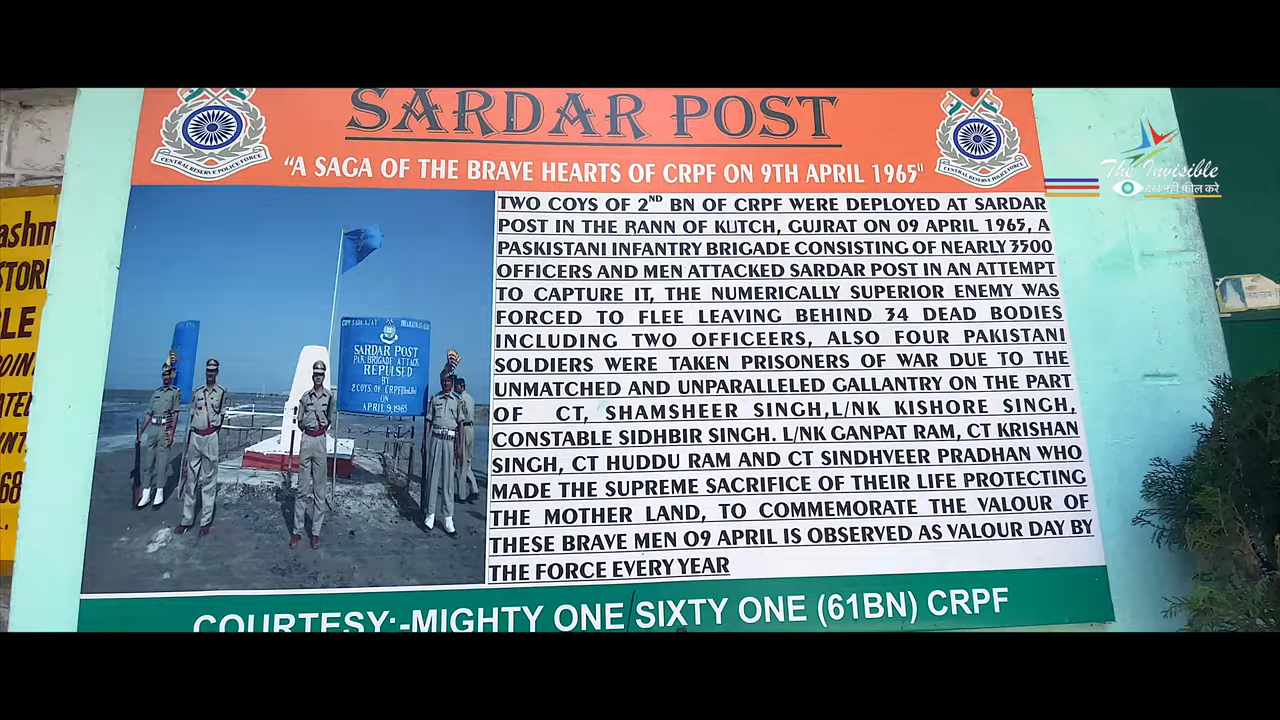 SARDAR POST
"A SAGA OF THE BRAVE HEARTS OF CRPF ON 9TH APRIL 1965"
CENTRAL RESERVE POLICE FORCE
CENTRAL RESERVE POLICE FORCE
The Invisible
देखें नहीं फ़ील करें
TWO COYS OF 2ND BN OF CRPF WERE DEPLOYED AT SARDAR
POST IN THE RANN OF KUTCH, GUJRAT ON 09 APRIL 1965, A
PASKISTANI INFANTRY BRIGADE CONSISTING OF NEARLY 3500
OFFICERS AND MEN ATTACKED SARDAR POST IN AN ATTEMPT
TO CAPTURE IT, THE NUMERICALLY SUPERIOR ENEMY WAS
FORCED TO FLEE LEAVING BEHIND 34 DEAD BODIES
INCLUDING TWO OFFICEERS, ALSO FOUR PAKISTANI
SOLDIERS WERE TAKEN PRISONERS OF WAR DUE TO THE
UNMATCHED AND UNPARALLELED GALLANTRY ON THE PART
OF CT, SHAMSHEER SINGH,L/NK KISHORE SINGH,
CONSTABLE SIDHBIR SINGH. L/NK GANPAT RAM, CT KRISHAN
SINGH, CT HUDDU RAM AND CT SINDHVEER PRADHAN WHO
MADE THE SUPREME SACRIFICE OF THEIR LIFE PROTECTING
THE MOTHER LAND, TO COMMEMORATE THE VALOUR OF
THESE BRAVE MEN 09 APRIL IS OBSERVED AS VALOUR DAY BY
THE FORCE EVERY YEAR
SARDAR POST
PAK BRIGADE ATTACK
REPULSED
BY
2 COYS OF CRPF
ON
APRIL 9, 1965
COURTESY:-MIGHTY ONE SIXTY ONE (61BN) CRPF